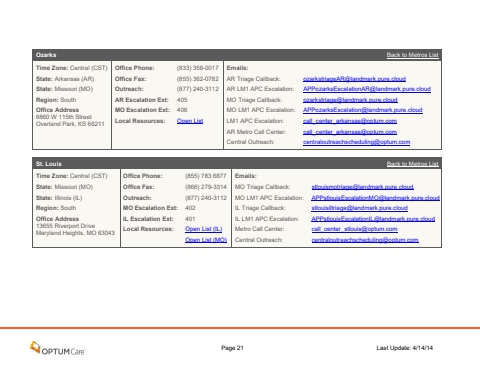 Ozarks Back to Metros List
Time Zone: Central (CST) Office Phone: (833) 358-0017 Emails:
State: Arkansas (AR) Office Fax: (855) 362-0782 AR Triage Callback: ozarkstriageAR@landmark.pure.cloud
State: Missouri (MO) Outreach: (877) 240-3112 AR LM1 APC Escalation: APPozarksEscalationAR@landmark.pure.cloud
Region: South AR Escalation Ext: 405 MO Triage Callback: ozarkstriage@landmark.pure.cloud
Office Address MO Escalation Ext: 406 MO LM1 APC Escalation: APPozarksEscalation@landmark.pure.cloud
6860 W 115th Street Local Resources: Open List LM1 APC Escalation: call_center_arkansas@optum.com
Overland Park, KS 66211
AR Metro Call Center: call_center_arkansas@optum.com
Central Outreach: centraloutreachscheduling@optum.com
St. Louis Back to Metros List
Time Zone: Central (CST) Office Phone: (855) 783 6877 Emails:
State: Missouri (MO) Office Fax: (866) 279-3314 MO Triage Callback: stlouismotriage@landmark.pure.cloud
State: Illinois (IL) Outreach: (877) 240-3112 MO LM1 APC Escalation: APPstlouisEscalationMO@landmark.pure.cloud
Region: South MO Escalation Ext: 402 IL Triage Callback: stlouisiltriage@landmark.pure.cloud
Office Address IL Escalation Ext: 401 IL LM1 APC Escalation: APPstlouisEscalationIL@landmark.pure.cloud
13655 Riverport Drive Local Resources: Open List (IL) Metro Call Center: call_center_stlouis@optum.com
Maryland Heights, MO 63043
Open List (MO) Central Outreach: centraloutreachscheduling@optum.com
OPTUMCare Page 21 Last Update: 4/14/14